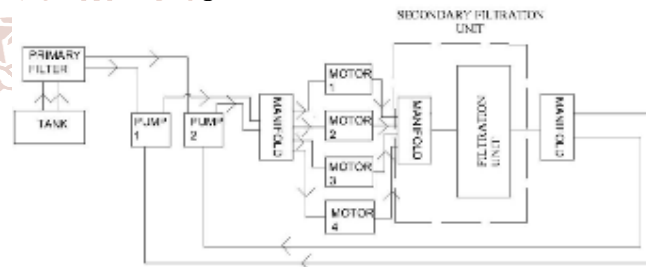 SECONDARY FILTRATION
UNIT
PRIMARY
FILTER
TANK
PUMP
1
PUMP
2
MANIFOLD
MOTOR
1
MOTOR
2
MOTOR
3
MOTOR
4
MANIFOLD
FILTRATION
UNIT
MANIFOLD